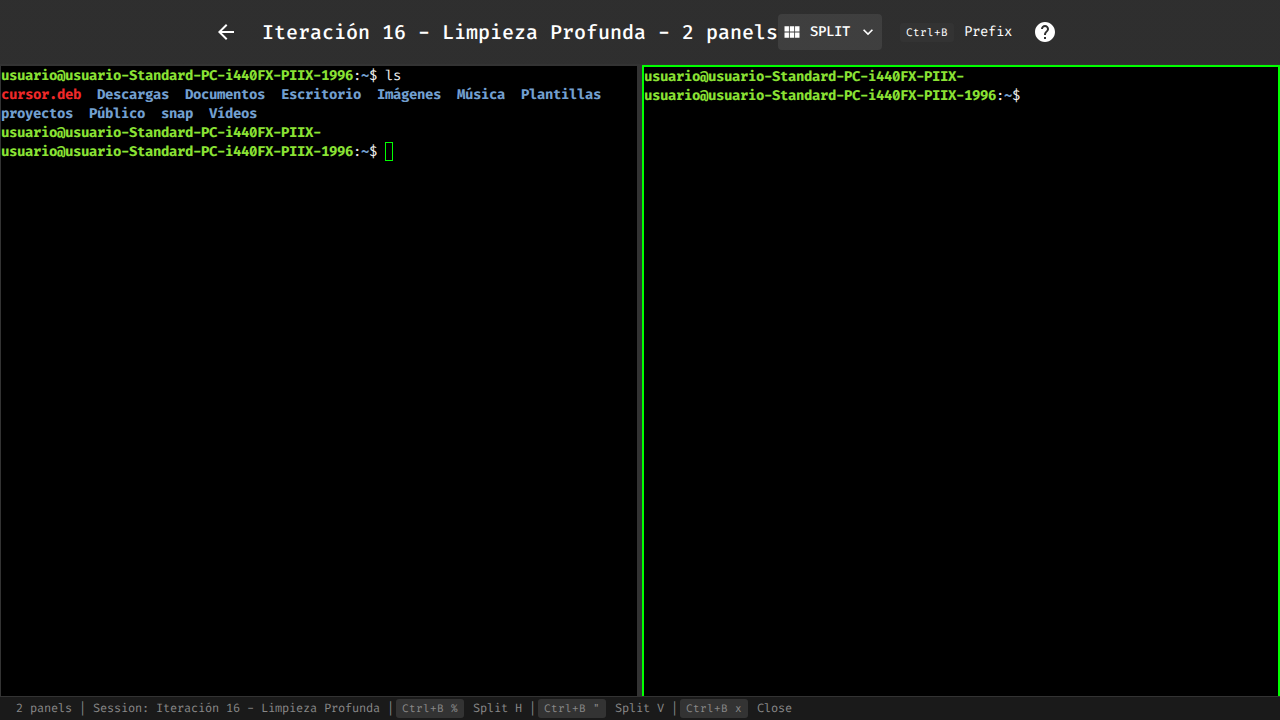 Iteración 16 - Limpieza Profunda - 2 panels SPLIT Ctrl+B Prefix
usuario@usuario-Standard-PC-i440FX-PIIX-1996:~$ ls
cursor.deb Descargas Documentos Escritorio Imágenes Música Plantillas
proyectos Público snap Vídeos
usuario@usuario-Standard-PC-i440FX-PIIX-
usuario@usuario-Standard-PC-i440FX-PIIX-1996:~$
usuario@usuario-Standard-PC-i440FX-PIIX-
usuario@usuario-Standard-PC-i440FX-PIIX-1996:~$
2 panels | Session: Iteración 16 - Limpieza Profunda | Ctrl+B % Split H | Ctrl+B " Split V | Ctrl+B x Close